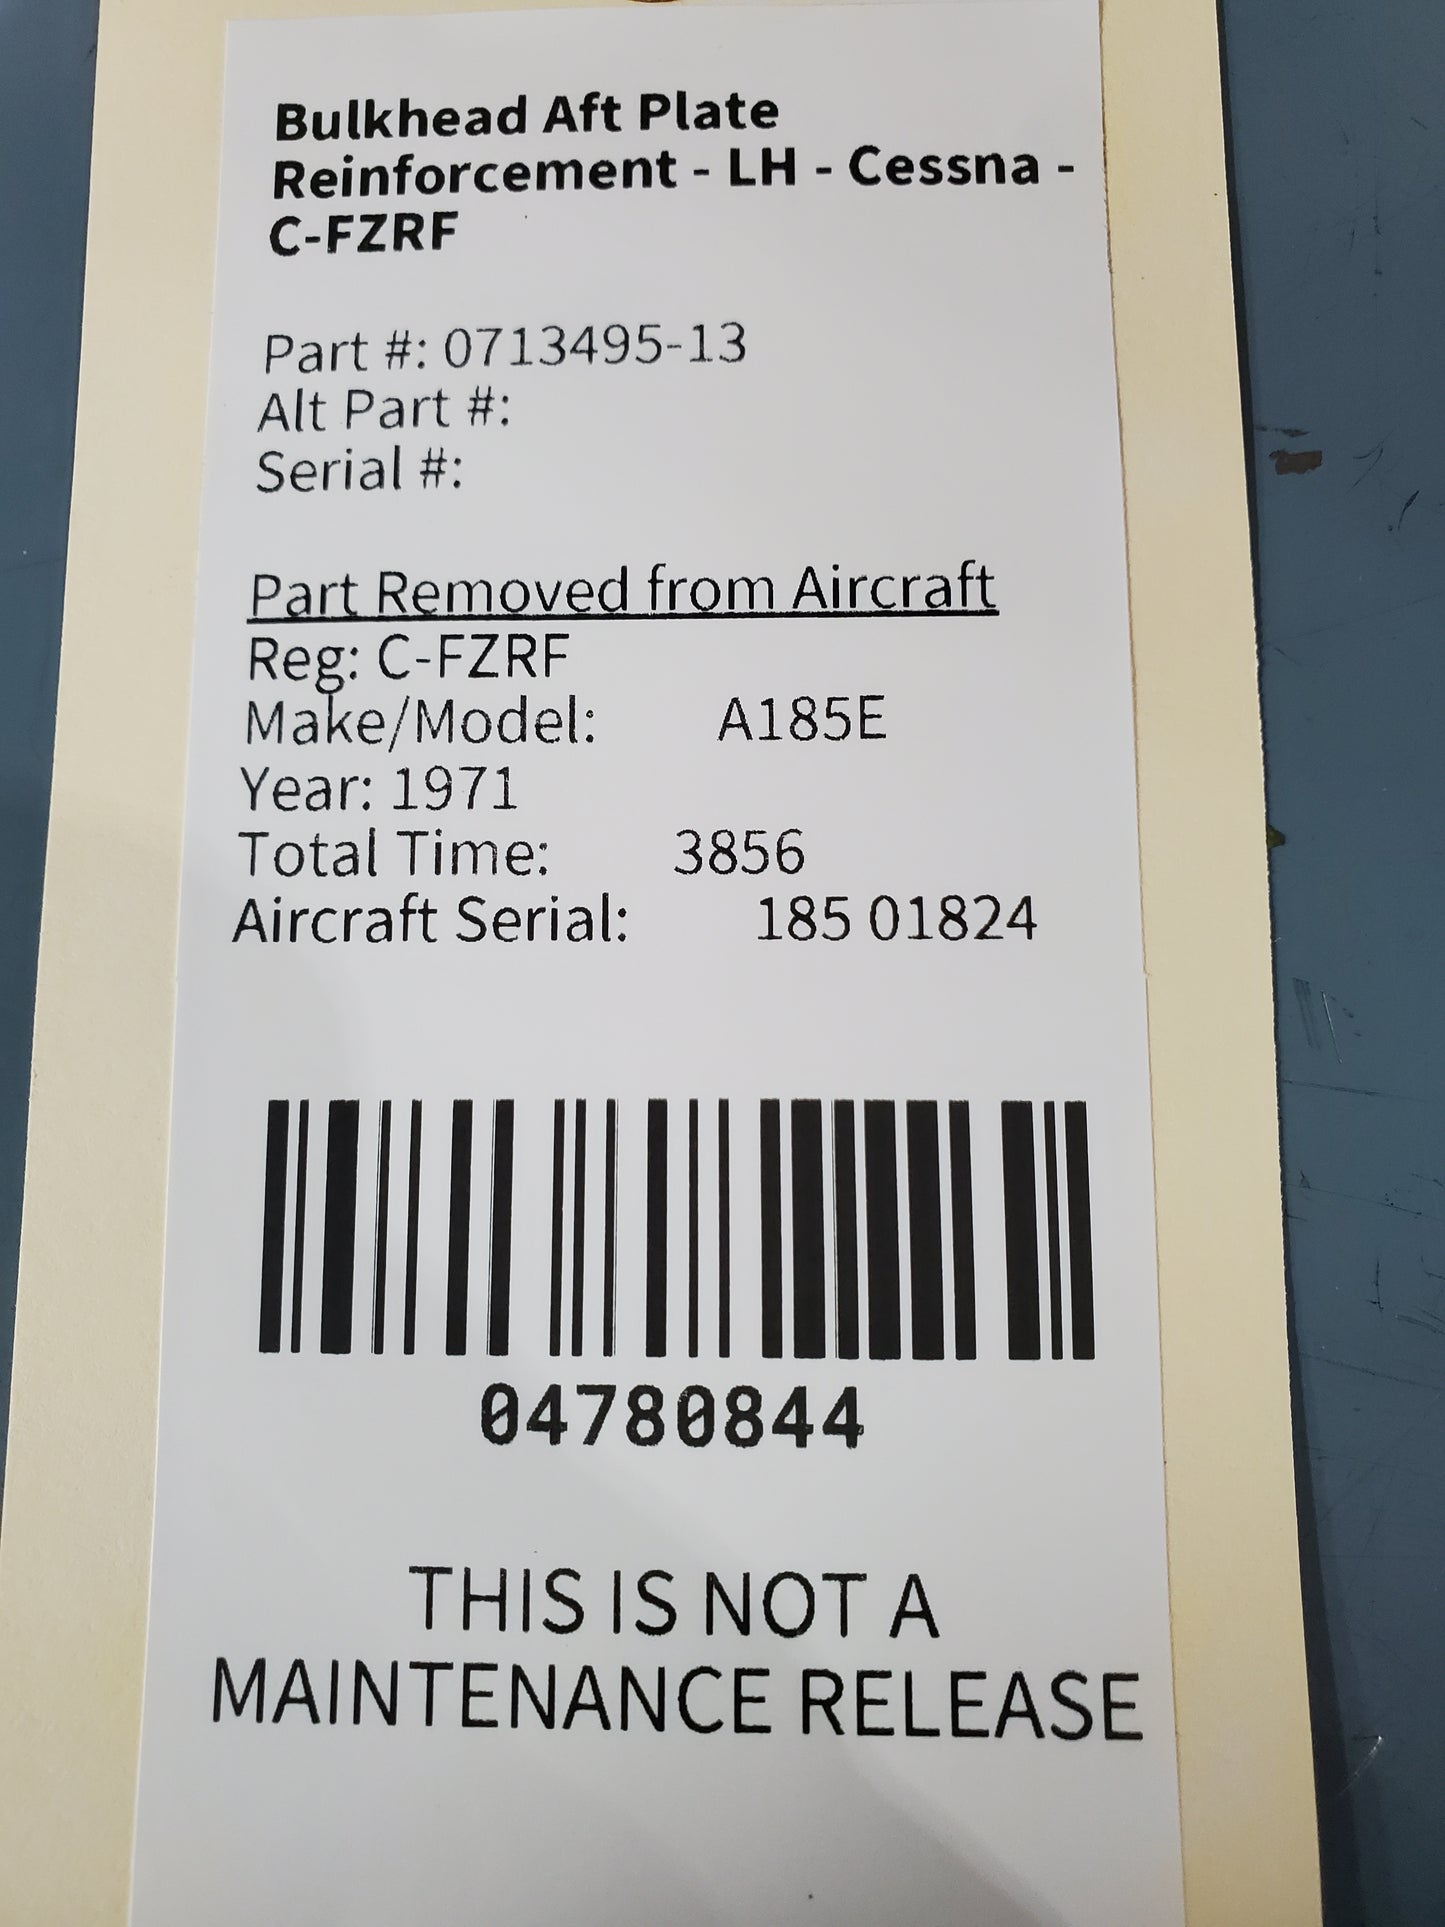 Bulkhead Aft Plate
Reinforcement - LH - Cessna -
C-FZRF
Part #: 0713495-13
Alt Part #:
Serial #:
Part Removed from Aircraft
Reg: C-FZRF
Make/Model: A185E
Year: 1971
Total Time: 3856
Aircraft Serial: 185 01824
04780844
THIS IS NOT A
MAINTENANCE RELEASE